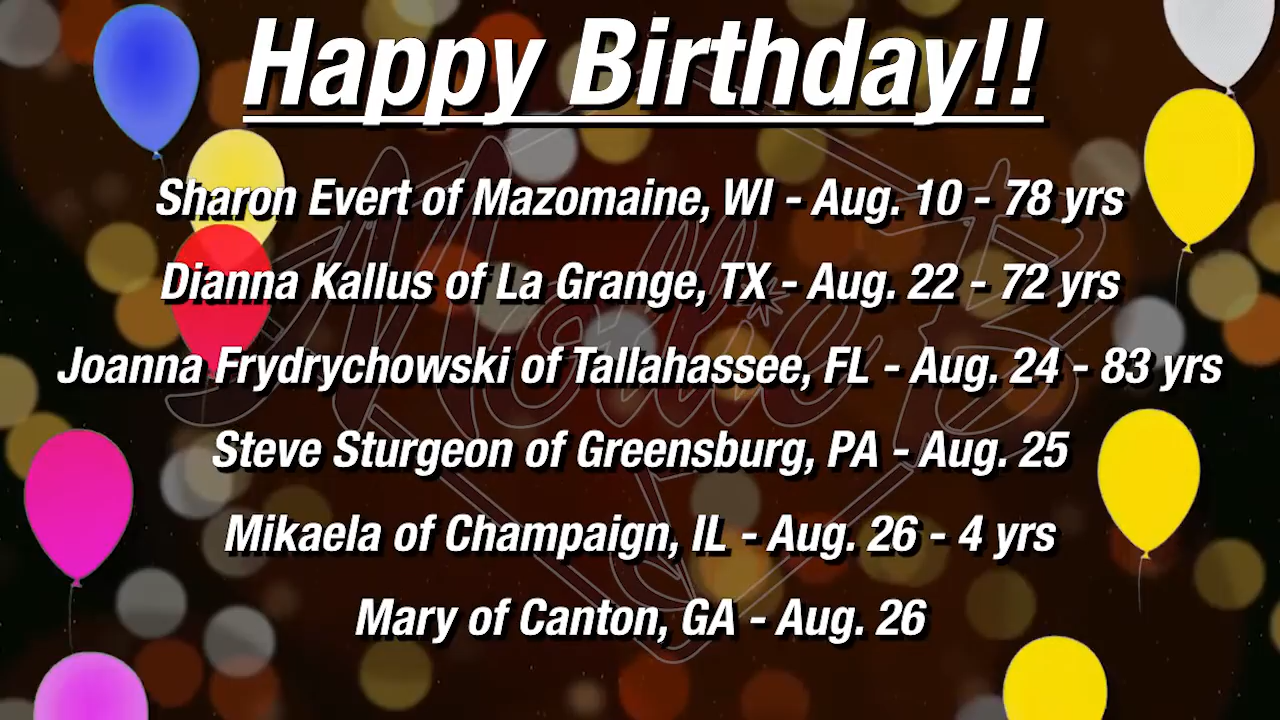 Happy Birthday!!
Sharon Evert of Mazomaine, WI - Aug. 10 - 78 yrs
Dianna Kallus of La Grange, TX - Aug. 22 - 72 yrs
Joanna Frydrychowski of Tallahassee, FL - Aug. 24 - 83 yrs
Mollie B
Steve Sturgeon of Greensburg, PA - Aug. 25
Mikaela of Champaign, IL - Aug. 26 - 4 yrs
Mary of Canton, GA - Aug. 26